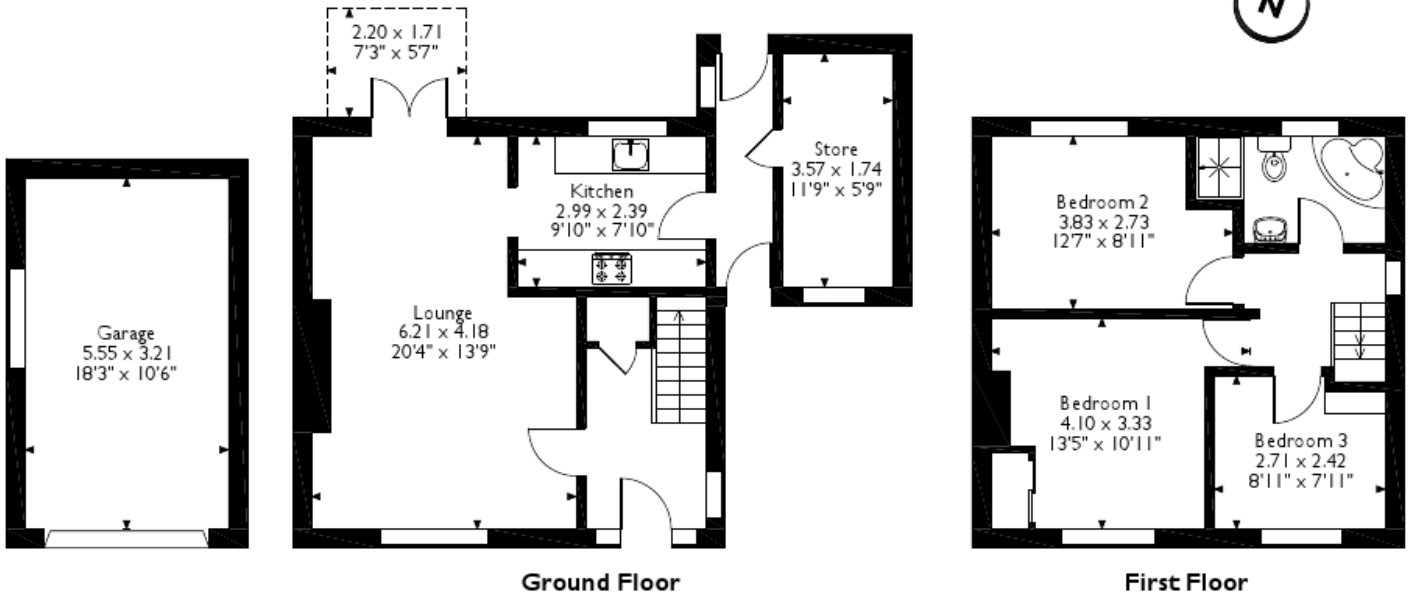 N
2.20 x 1.71
7'3" x 5'7"
Store
3.57 x 1.74
11'9" x 5'9"
Kitchen
2.99 x 2.39
9'10" x 7'10"
Bedroom 2
3.83 x 2.73
12'7" x 8'11"
Garage
5.55 x 3.21
18'3" x 10'6"
Lounge
6.21 x 4.18
20'4" x 13'9"
Bedroom 1
4.10 x 3.33
13'5" x 10'11"
Bedroom 3
2.71 x 2.42
8'11" x 7'11"
Ground Floor
First Floor